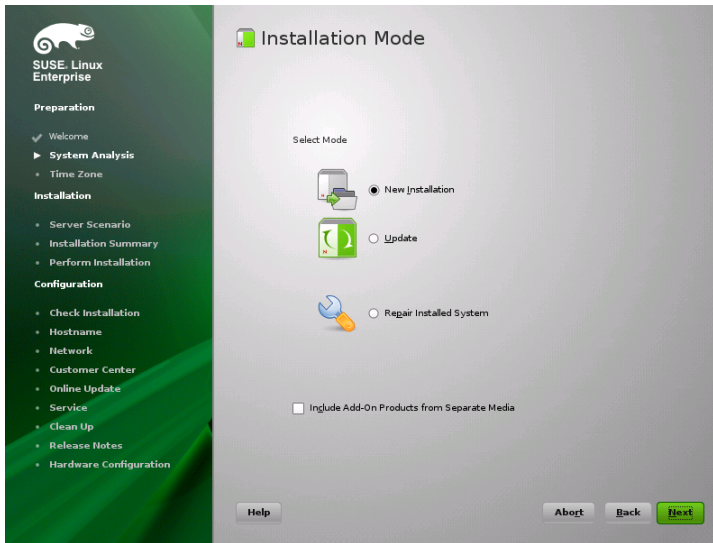 SUSE. Linux
Enterprise
Preparation
Welcome
System Analysis
Time Zone
Installation
Server Scenario
Installation Summary
Perform Installation
Configuration
Check Installation
Hostname
Network
Customer Center
Online Update
Service
Clean Up
Release Notes
Hardware Configuration
Installation Mode
Select Mode
New Installation
Update
Repair Installed System
Include Add-On Products from Separate Media
Help
Abort
Back
Next